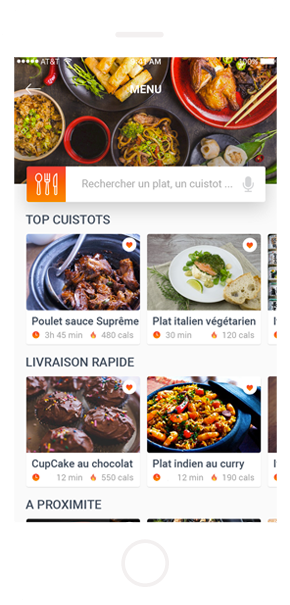 AT&T 9:41 AM 100%
MENU
Rechercher un plat, un cuistot ...
TOP CUISTOTS
Poulet sauce Suprême
3h 45 min 480 cals
Plat italien végétarien
30 min 120 cals
LIVRAISON RAPIDE
CupCake au chocolat
12 min 550 cals
Plat indien au curry
12 min 190 cals
A PROXIMITE